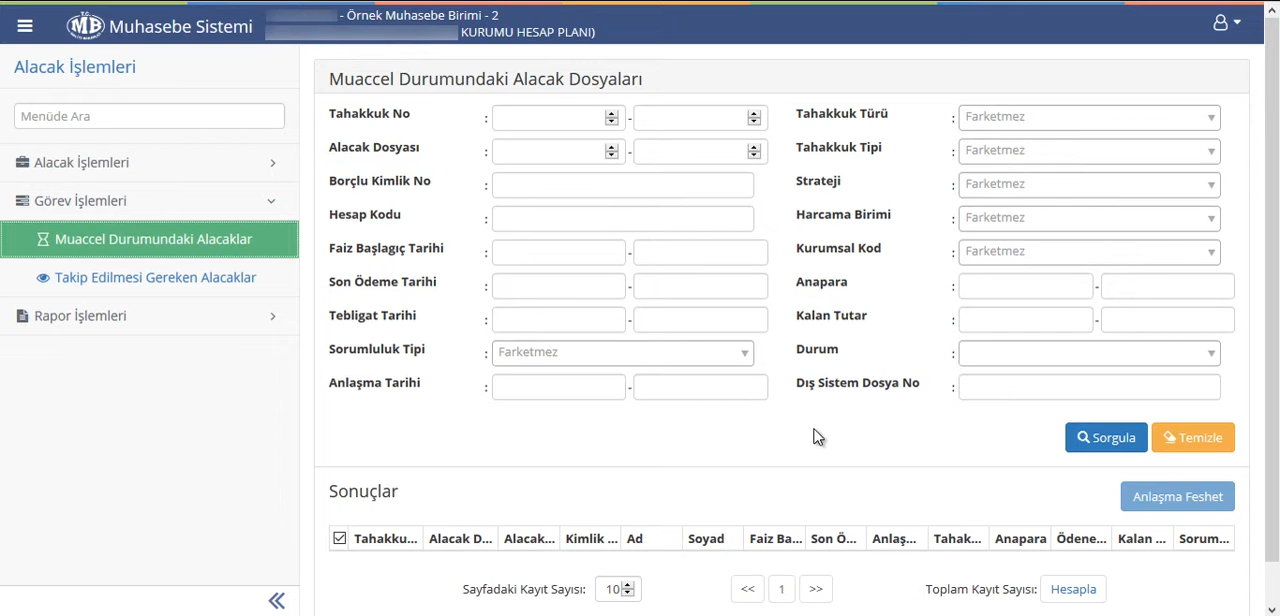 Muhasebe Sistemi
- Örnek Muhasebe Birimi - 2
KURUMU HESAP PLANI)
Alacak İşlemleri
Menüde Ara
Alacak İşlemleri
Görev İşlemleri
Muaccel Durumundaki Alacaklar
Takip Edilmesi Gereken Alacaklar
Rapor İşlemleri
Muaccel Durumundaki Alacak Dosyaları
Tahakkuk No : - Tahakkuk Türü : Farketmez
Alacak Dosyası : - Tahakkuk Tipi : Farketmez
Borçlu Kimlik No : Strateji : Farketmez
Hesap Kodu : Harcama Birimi : Farketmez
Faiz Başlagıç Tarihi : - Kurumsal Kod : Farketmez
Son Ödeme Tarihi : - Anapara : -
Tebligat Tarihi : - Kalan Tutar : -
Sorumluluk Tipi : Farketmez Durum :
Anlaşma Tarihi : - Dış Sistem Dosya No :
Sorgula Temizle
Sonuçlar
Anlaşma Feshet
Tahakku... Alacak D... Alacak... Kimlik ... Ad Soyad Faiz Ba... Son Ö... Anlaş... Tahak... Anapara Ödene... Kalan ... Sorum...
Sayfadaki Kayıt Sayısı: 10 << 1 >> Toplam Kayıt Sayısı: Hesapla